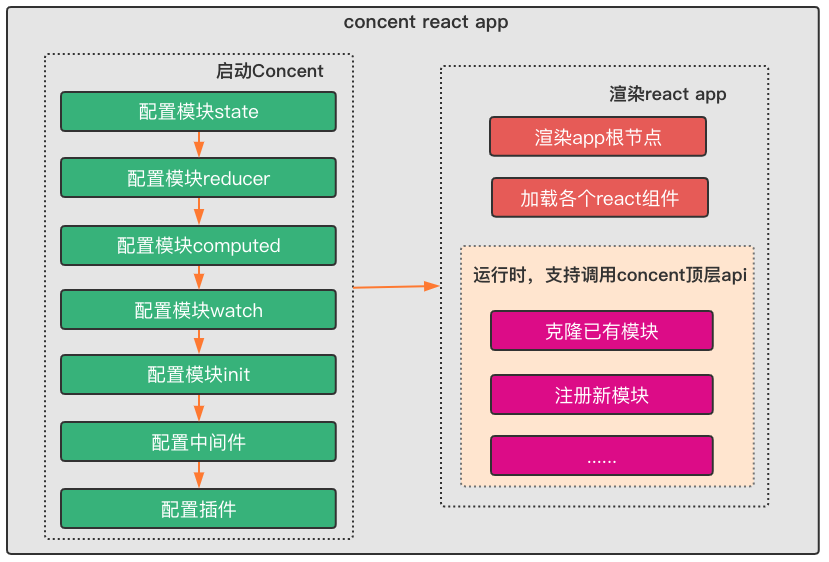 concent react app
启动Concent
配置模块state
配置模块reducer
配置模块computed
配置模块watch
配置模块init
配置中间件
配置插件
渲染react app
渲染app根节点
加载各个react组件
运行时，支持调用concent顶层api
克隆已有模块
注册新模块
......